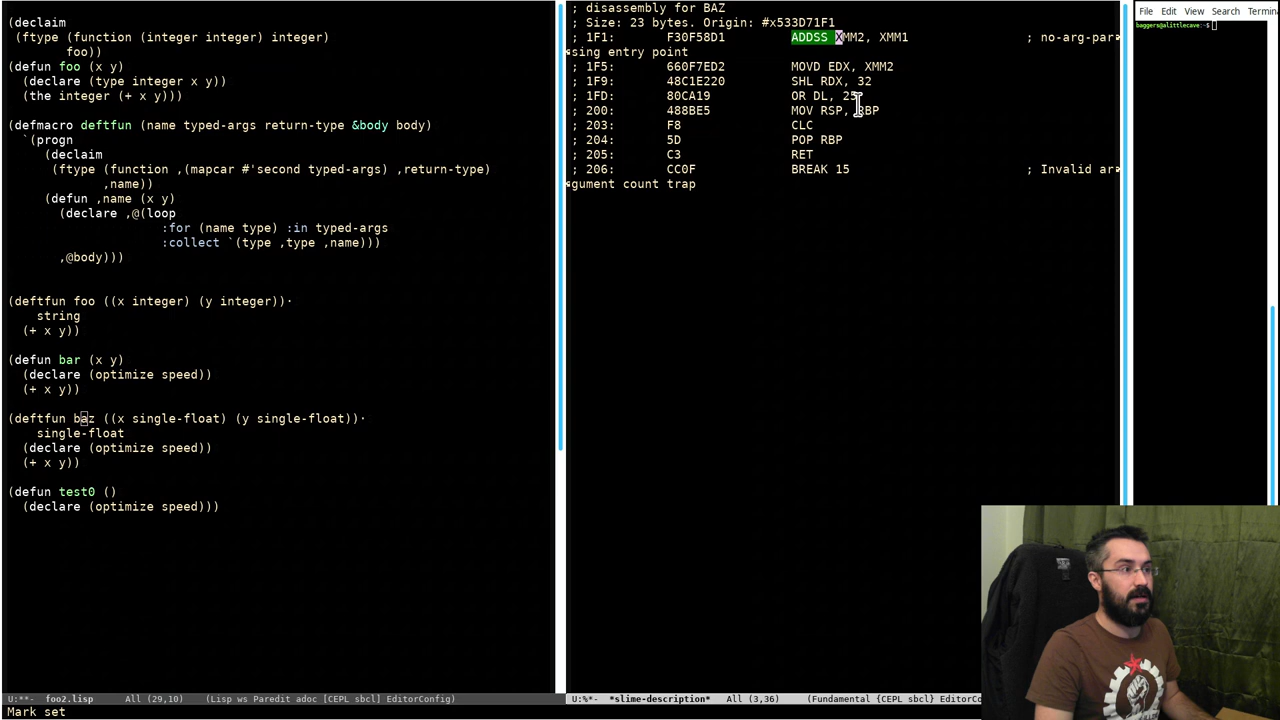 (declaim
(ftype (function (integer integer) integer)
foo))
(defun foo (x y)
(declare (type integer x y))
(the integer (+ x y)))
(defmacro deftfun (name typed-args return-type &body body)
`(progn
(declaim
(ftype (function ,(mapcar #'second typed-args) ,return-type)
,name))
(defun ,name (x y)
(declare ,@(loop
:for (name type) :in typed-args
:collect `(type ,type ,name)))
,@body)))
(deftfun foo ((x integer) (y integer))·
string
(+ x y))
(defun bar (x y)
(declare (optimize speed))
(+ x y))
(deftfun baz ((x single-float) (y single-float))·
single-float
(declare (optimize speed))
(+ x y))
(defun test0 ()
(declare (optimize speed)))
U:**- foo2.lisp All (29,10) (Lisp ws Paredit adoc [CEPL sbcl] EditorConfig)
Mark set
; disassembly for BAZ
; Size: 23 bytes. Origin: #x533D71F1
; 1F1: F30F58D1 ADDSS XMM2, XMM1 ; no-arg-par
sing entry point
; 1F5: 660F7ED2 MOVD EDX, XMM2
; 1F9: 48C1E220 SHL RDX, 32
; 1FD: 80CA19 OR DL, 25
; 200: 488BE5 MOV RSP, RBP
; 203: F8 CLC
; 204: 5D POP RBP
; 205: C3 RET
; 206: CC0F BREAK 15 ; Invalid ar
gument count trap
U:%*- *slime-description* All (3,36) (Fundamental {CEPL sbcl} EditorCo
File Edit View Search Termin
baggers@alittlecave:~$